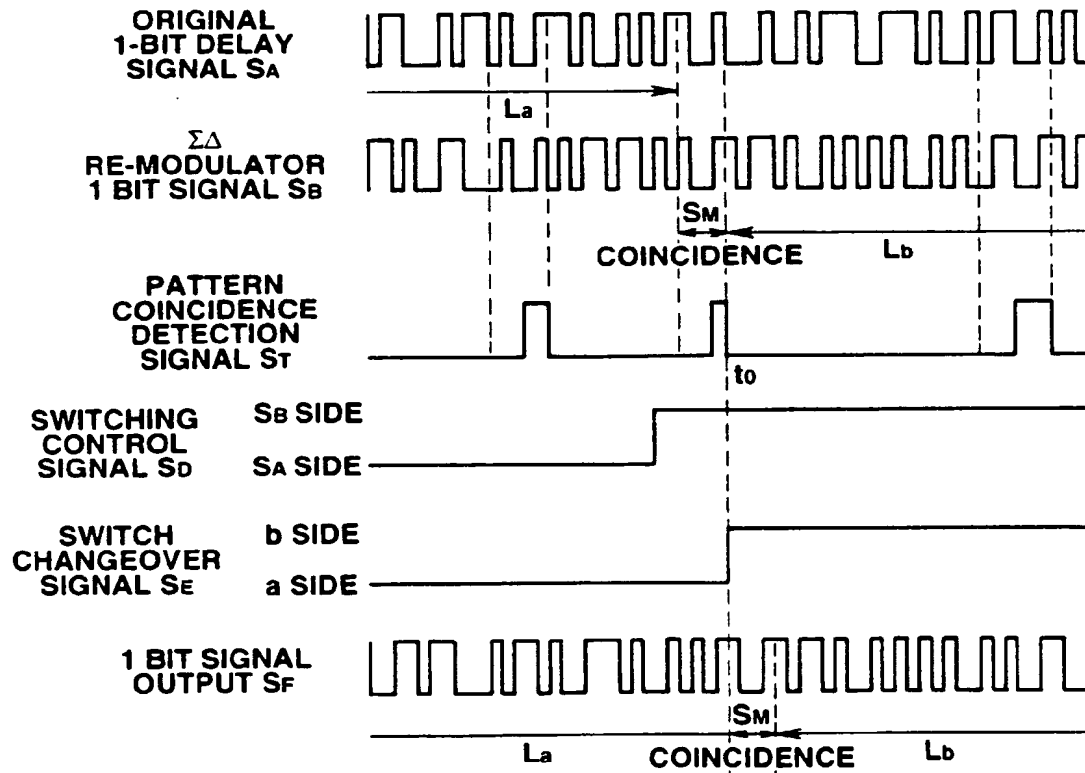 ORIGINAL
1-BIT DELAY
SIGNAL SA
La
ΣΔ
RE-MODULATOR
1 BIT SIGNAL SB
SM
COINCIDENCE
Lb
PATTERN
COINCIDENCE
DETECTION
SIGNAL ST
t0
SWITCHING
CONTROL
SIGNAL SD
SB SIDE
SA SIDE
SWITCH
CHANGEOVER
SIGNAL SE
b SIDE
a SIDE
1 BIT SIGNAL
OUTPUT SF
La
SM
COINCIDENCE
Lb